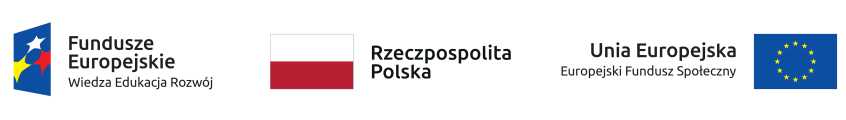 Fundusze
Europejskie
Wiedza Edukacja Rozwój
Rzeczpospolita
Polska
Unia Europejska
Europejski Fundusz Społeczny